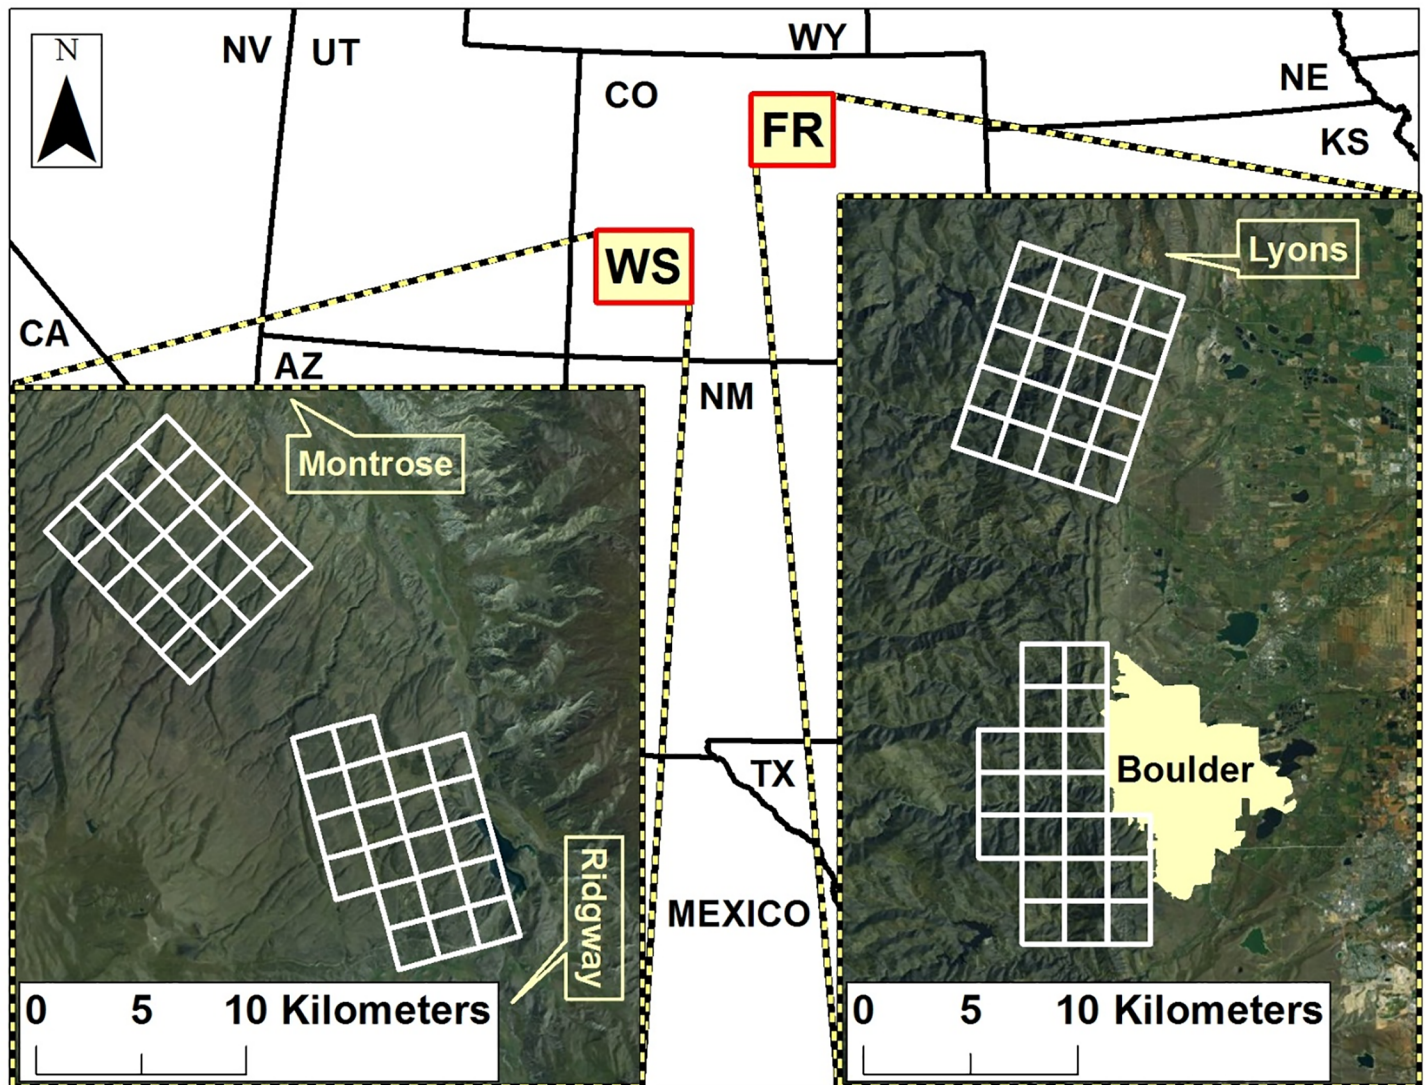 N
NV
UT
WY
CO
NE
FR
KS
WS
Lyons
CA
AZ
NM
Montrose
Boulder
TX
Ridgway
MEXICO
0 5 10 Kilometers
0 5 10 Kilometers